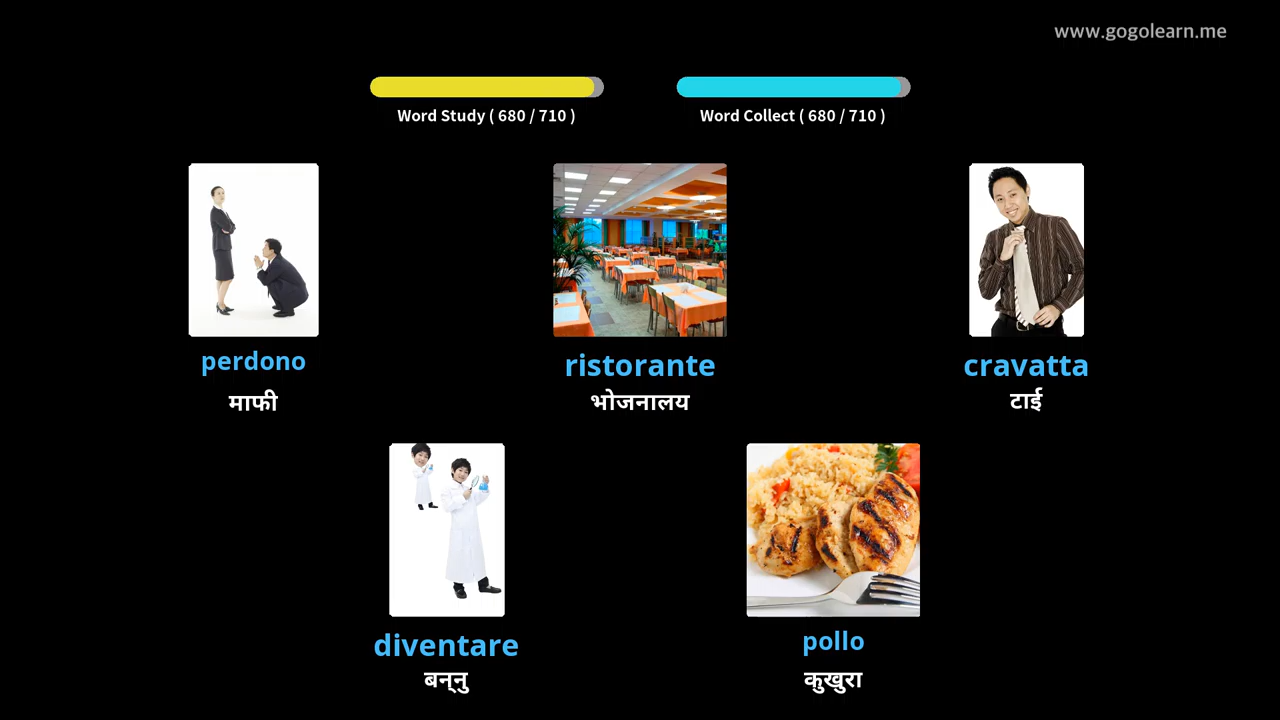 www.gogolearn.me
Word Study ( 680 / 710 )
Word Collect ( 680 / 710 )
perdono
माफी
ristorante
भोजनालय
cravatta
टाई
diventare
बन्नु
pollo
कुखुरा